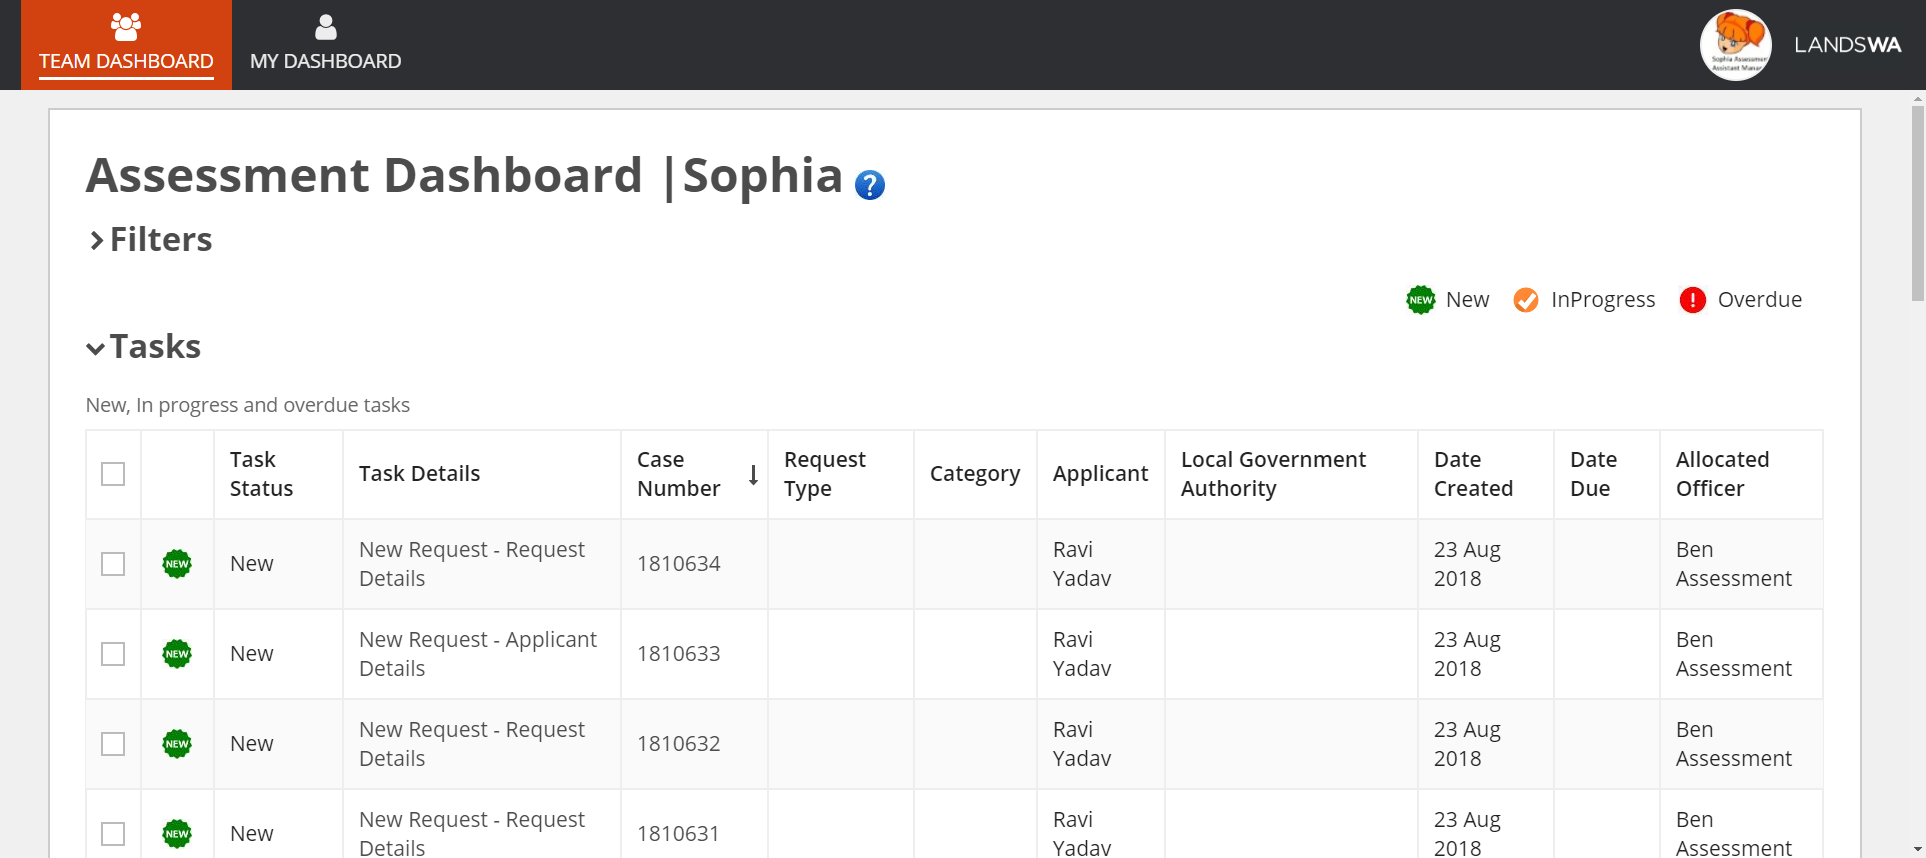 TEAM DASHBOARD
MY DASHBOARD
Sophia Assessmen
Assistant Manag
LANDSWA
Assessment Dashboard |Sophia ?
Filters
NEW New InProgress ! Overdue
Tasks
New, In progress and overdue tasks
Task Status Task Details Case Number Request Type Category Applicant Local Government Authority Date Created Date Due Allocated Officer
NEW New New Request - Request Details 1810634 Ravi Yadav 23 Aug 2018 Ben Assessment
NEW New New Request - Applicant Details 1810633 Ravi Yadav 23 Aug 2018 Ben Assessment
NEW New New Request - Request Details 1810632 Ravi Yadav 23 Aug 2018 Ben Assessment
NEW New New Request - Request Details 1810631 Ravi Yadav 23 Aug 2018 Ben Assessment